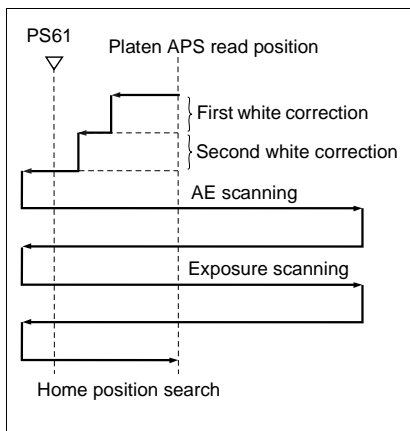 PS61
Platen APS read position
First white correction
Second white correction
AE scanning
Exposure scanning
Home position search